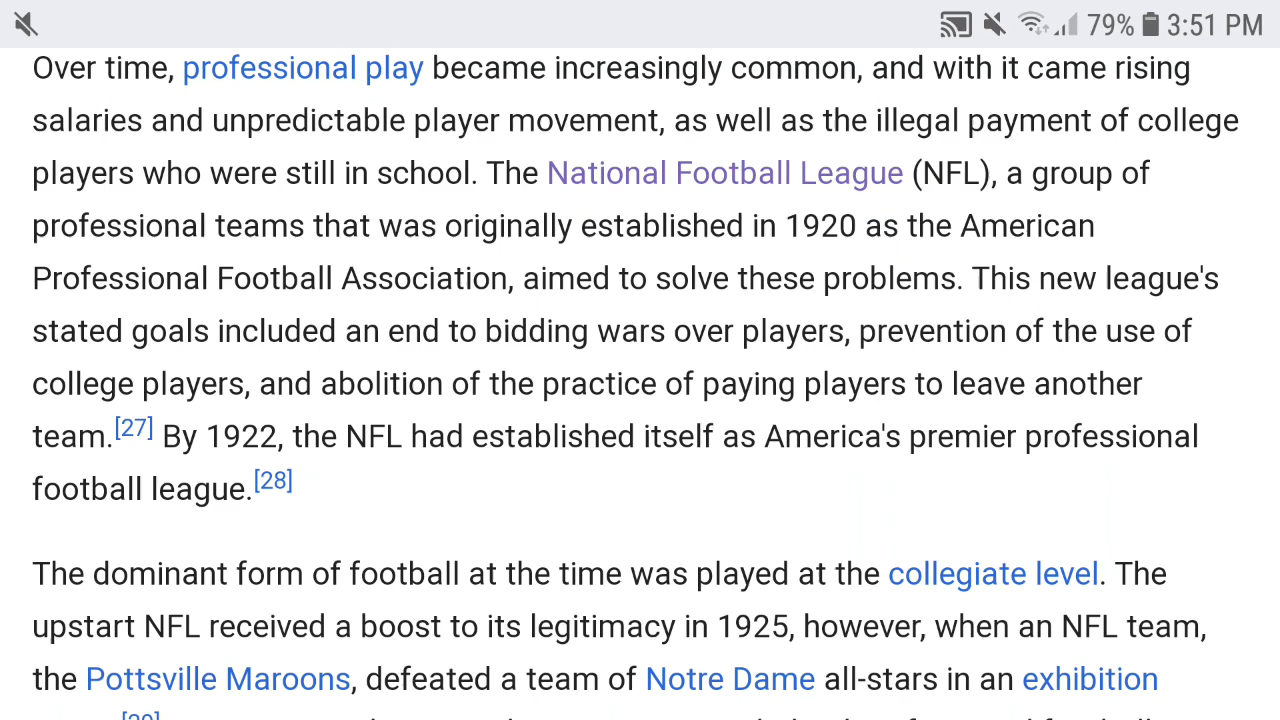 79% 3:51 PM
Over time, professional play became increasingly common, and with it came rising
salaries and unpredictable player movement, as well as the illegal payment of college
players who were still in school. The National Football League (NFL), a group of
professional teams that was originally established in 1920 as the American
Professional Football Association, aimed to solve these problems. This new league's
stated goals included an end to bidding wars over players, prevention of the use of
college players, and abolition of the practice of paying players to leave another
team.[27] By 1922, the NFL had established itself as America's premier professional
football league.[28]
The dominant form of football at the time was played at the collegiate level. The
upstart NFL received a boost to its legitimacy in 1925, however, when an NFL team,
the Pottsville Maroons, defeated a team of Notre Dame all-stars in an exhibition